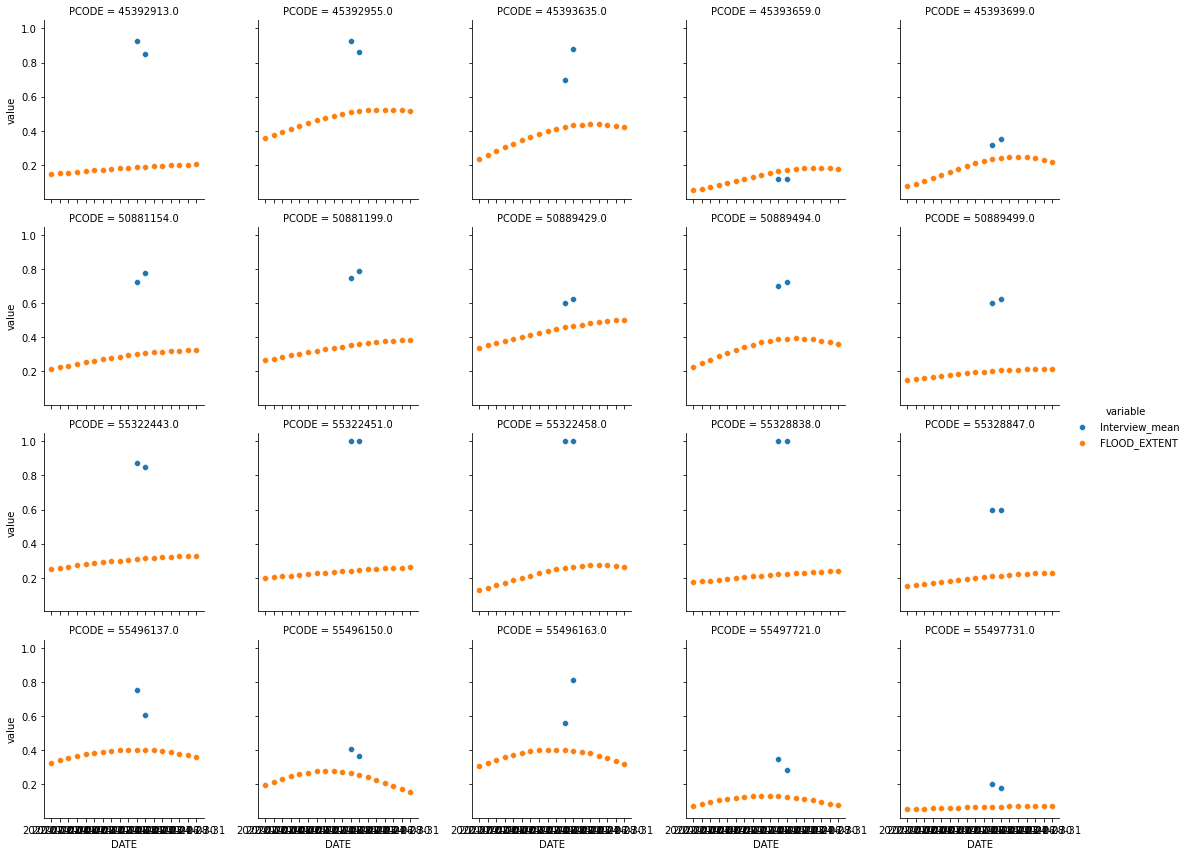 PCODE = 45392913.0
PCODE = 45392955.0
PCODE = 45393635.0
PCODE = 45393659.0
PCODE = 45393699.0
value
1.0
0.8
0.6
0.4
0.2
PCODE = 50881154.0
PCODE = 50881199.0
PCODE = 50889429.0
PCODE = 50889494.0
PCODE = 50889499.0
value
1.0
0.8
0.6
0.4
0.2
variable
Interview_mean
FLOOD_EXTENT
PCODE = 55322443.0
PCODE = 55322451.0
PCODE = 55322458.0
PCODE = 55328838.0
PCODE = 55328847.0
value
1.0
0.8
0.6
0.4
0.2
PCODE = 55496137.0
PCODE = 55496150.0
PCODE = 55496163.0
PCODE = 55497721.0
PCODE = 55497731.0
value
1.0
0.8
0.6
0.4
0.2
DATE
DATE
DATE
DATE
DATE